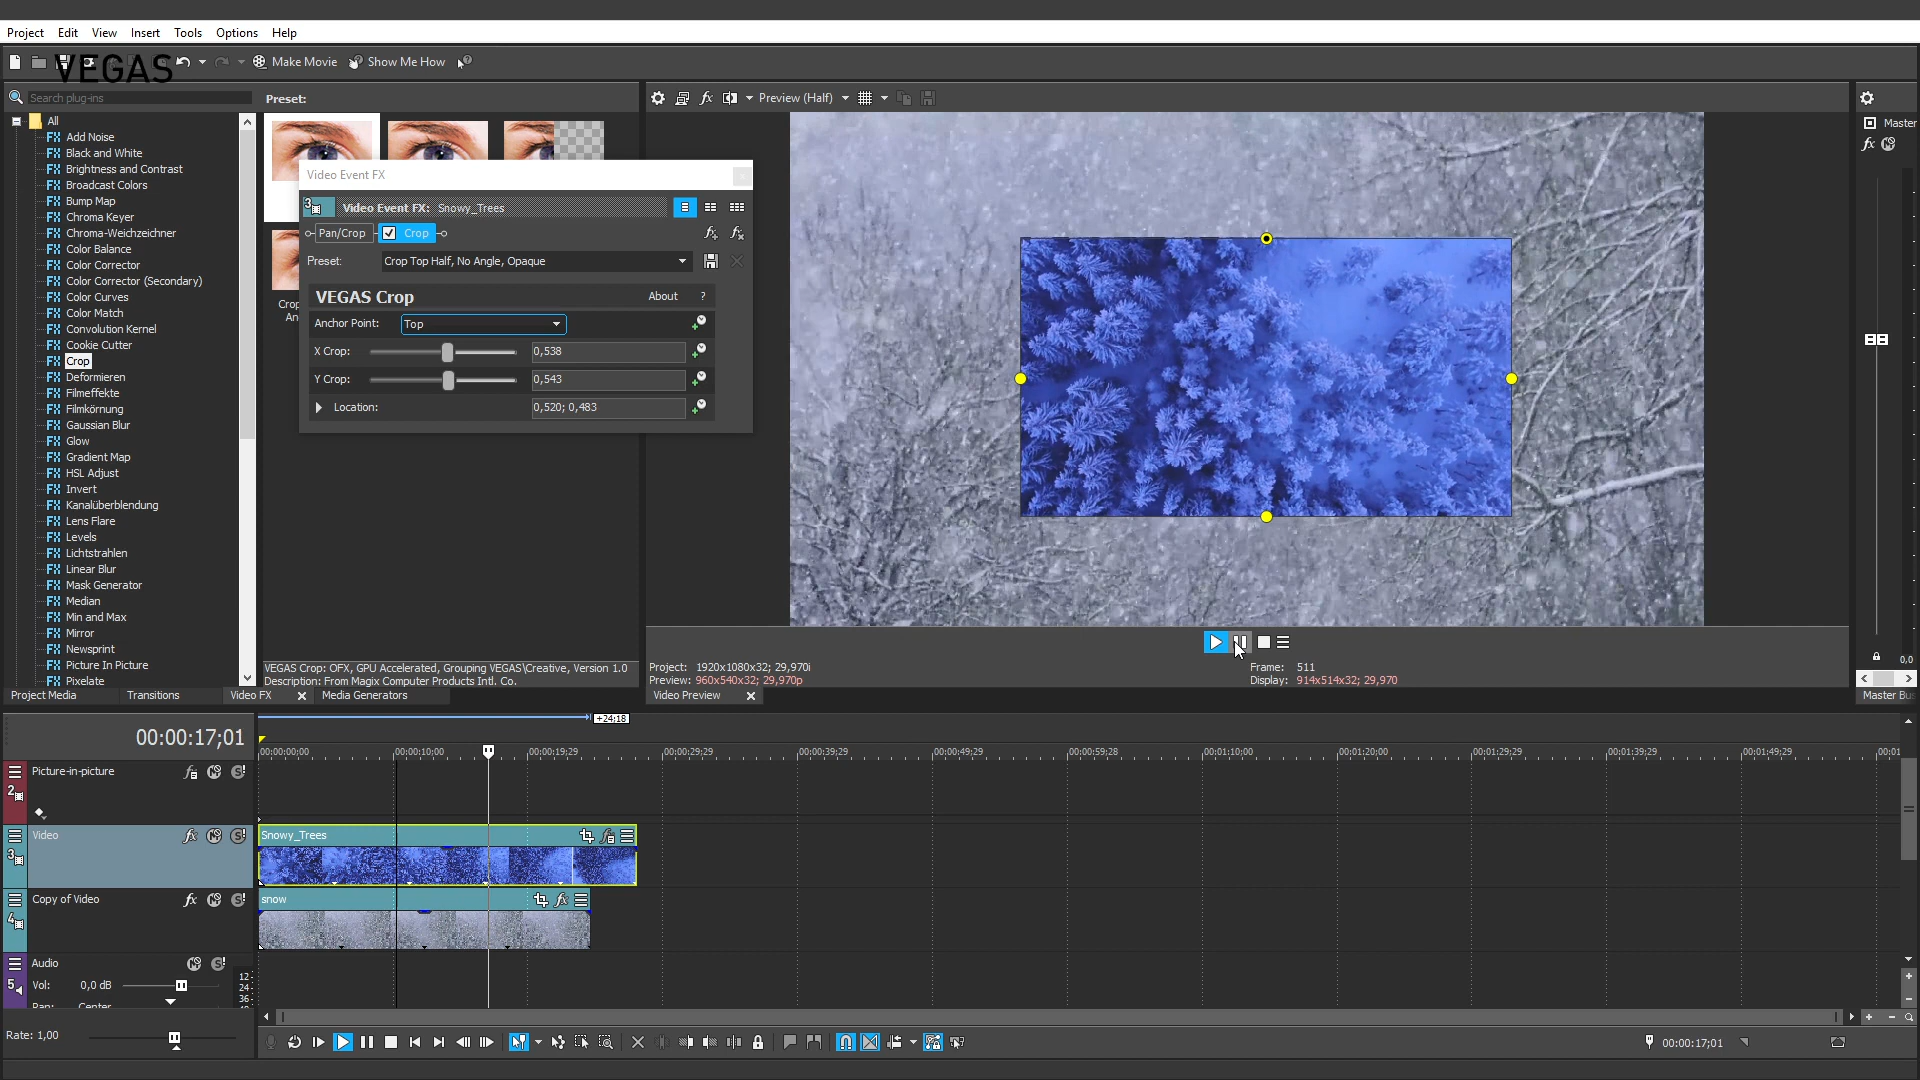 Project Edit View Insert Tools Options Help
VEGAS
Make Movie Show Me How
Search plug-ins
Preset:
All
Add Noise
Black and White
Brightness and Contrast
Broadcast Colors
Bump Map
Chroma Keyer
Chroma-Weichzeichner
Color Balance
Color Corrector
Color Corrector (Secondary)
Color Curves
Color Match
Convolution Kernel
Cookie Cutter
Crop
Deformieren
Filmeffekte
Filmkörnung
Gaussian Blur
Glow
Gradient Map
HSL Adjust
Invert
Kanalüberblendung
Lens Flare
Levels
Lichtstrahlen
Linear Blur
Mask Generator
Median
Min and Max
Mirror
Newsprint
Picture In Picture
Pixelate
Video Event FX
3
Video Event FX: Snowy_Trees
Pan/Crop Crop
Preset: Crop Top Half, No Angle, Opaque
VEGAS Crop About ?
Anchor Point: Top
X Crop: 0,538
Y Crop: 0,543
Location: 0,520; 0,483
VEGAS Crop: OFX, GPU Accelerated, Grouping VEGAS\Creative, Version 1.0
Description: From Magix Computer Products Intl. Co.
Project Media Transitions Video FX Media Generators
Preview (Half)
Project: 1920x1080x32; 29,970i
Preview: 960x540x32; 29,970p
Frame: 511
Display: 914x514x32; 29,970
Video Preview
Master
0,0
00:00:17;01
+24:18
00:00:00;00 00:00:10;00 00:00:19;29 00:00:29;29 00:00:39;29 00:00:49;29 00:00:59;28 00:01:10;00 00:01:20;00 00:01:29;29 00:01:39;29 00:01:49;29
Picture-in-picture
2
Video
3
Snowy_Trees
Copy of Video
4
snow
Audio
5
Vol: 0,0 dB
12
24
36
Rate: 1,00
00:00:17;01